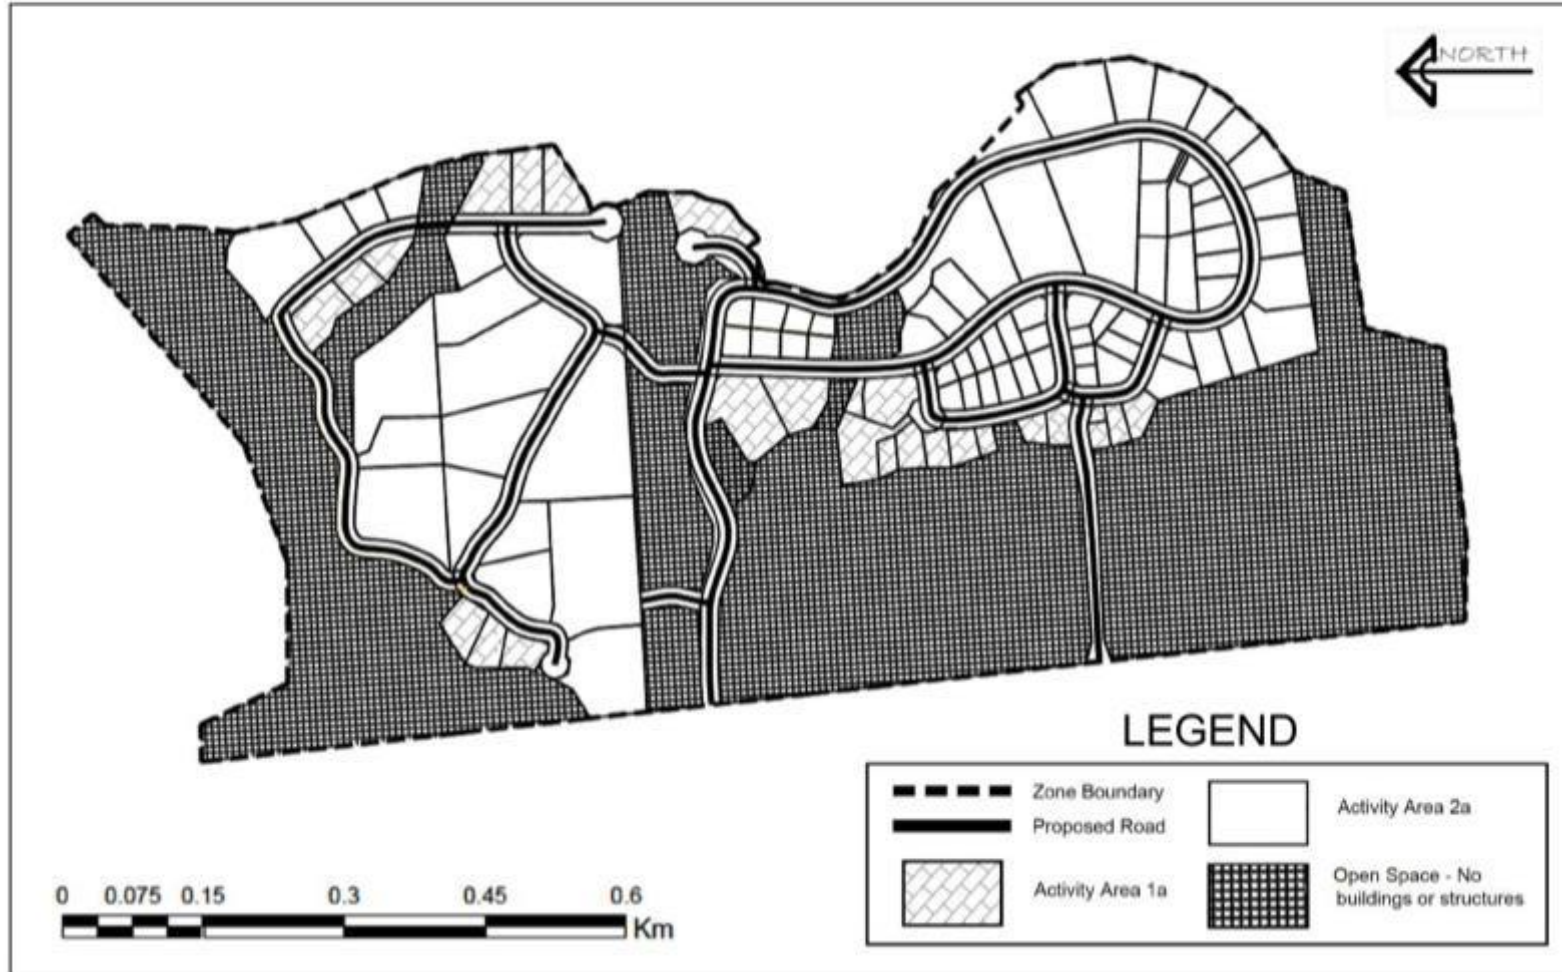 NORTH
LEGEND
Zone Boundary
Proposed Road
Activity Area 1a
Activity Area 2a
Open Space - No
buildings or structures
0 0.075 0.15 0.3 0.45 0.6
Km